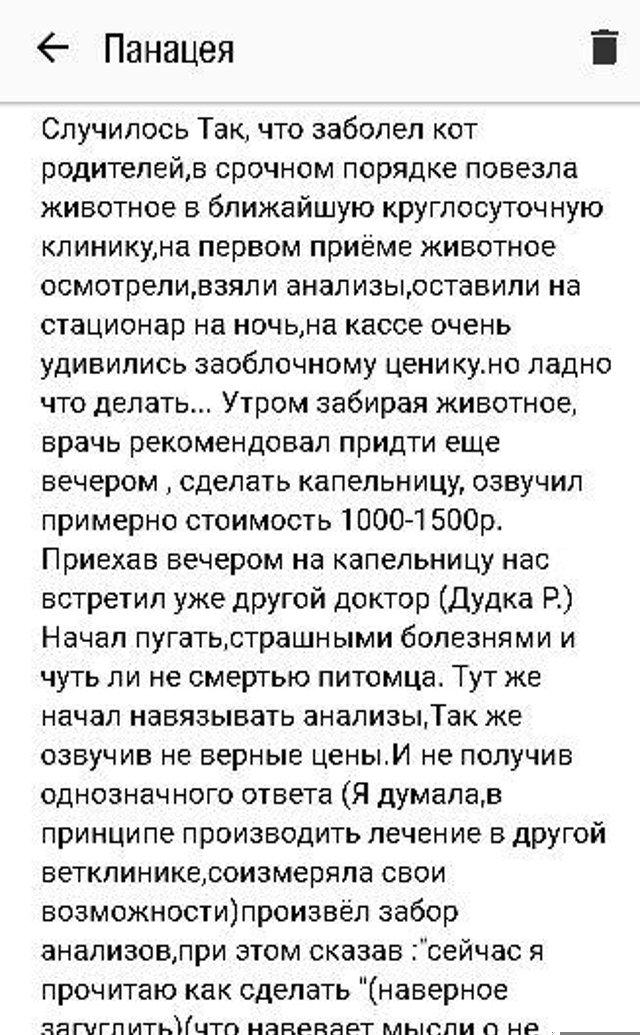 Панацея
Случилось Так, что заболел кот
родителей,в срочном порядке повезла
животное в ближайшую круглосуточную
клинику,на первом приёме животное
осмотрели,взяли анализы,оставили на
стационар на ночь,на кассе очень
удивились заоблочному ценику.но ладно
что делать... Утром забирая животное,
врачь рекомендовал придти еще
вечером , сделать капельницу, озвучил
примерно стоимость 1000-1500р.
Приехав вечером на капельницу нас
встретил уже другой доктор (Дудка Р.)
Начал пугать,страшными болезнями и
чуть ли не смертью питомца. Тут же
начал навязывать анализы,Так же
озвучив не верные цены.И не получив
однозначного ответа (Я думала,в
принципе производить лечение в другой
ветклинике,соизмеряла свои
возможности)произвёл забор
анализов,при этом сказав :"сейчас я
прочитаю как сделать "(наверное
загуглить)(что навевает мысли о не